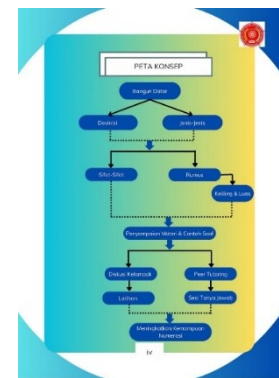 PETA KONSEP
Bangun Datar
Devinisi
Jenis-Jenis
Sifat-Sifat
Rumus
Keliling & Luas
Penyampaian Materi & Contoh Soal
Diskusi Kelompok
Peer Tutoring
Latihan
Sesi Tanya Jawab
Meningkatkan Kemampuan
Numerasi
iv